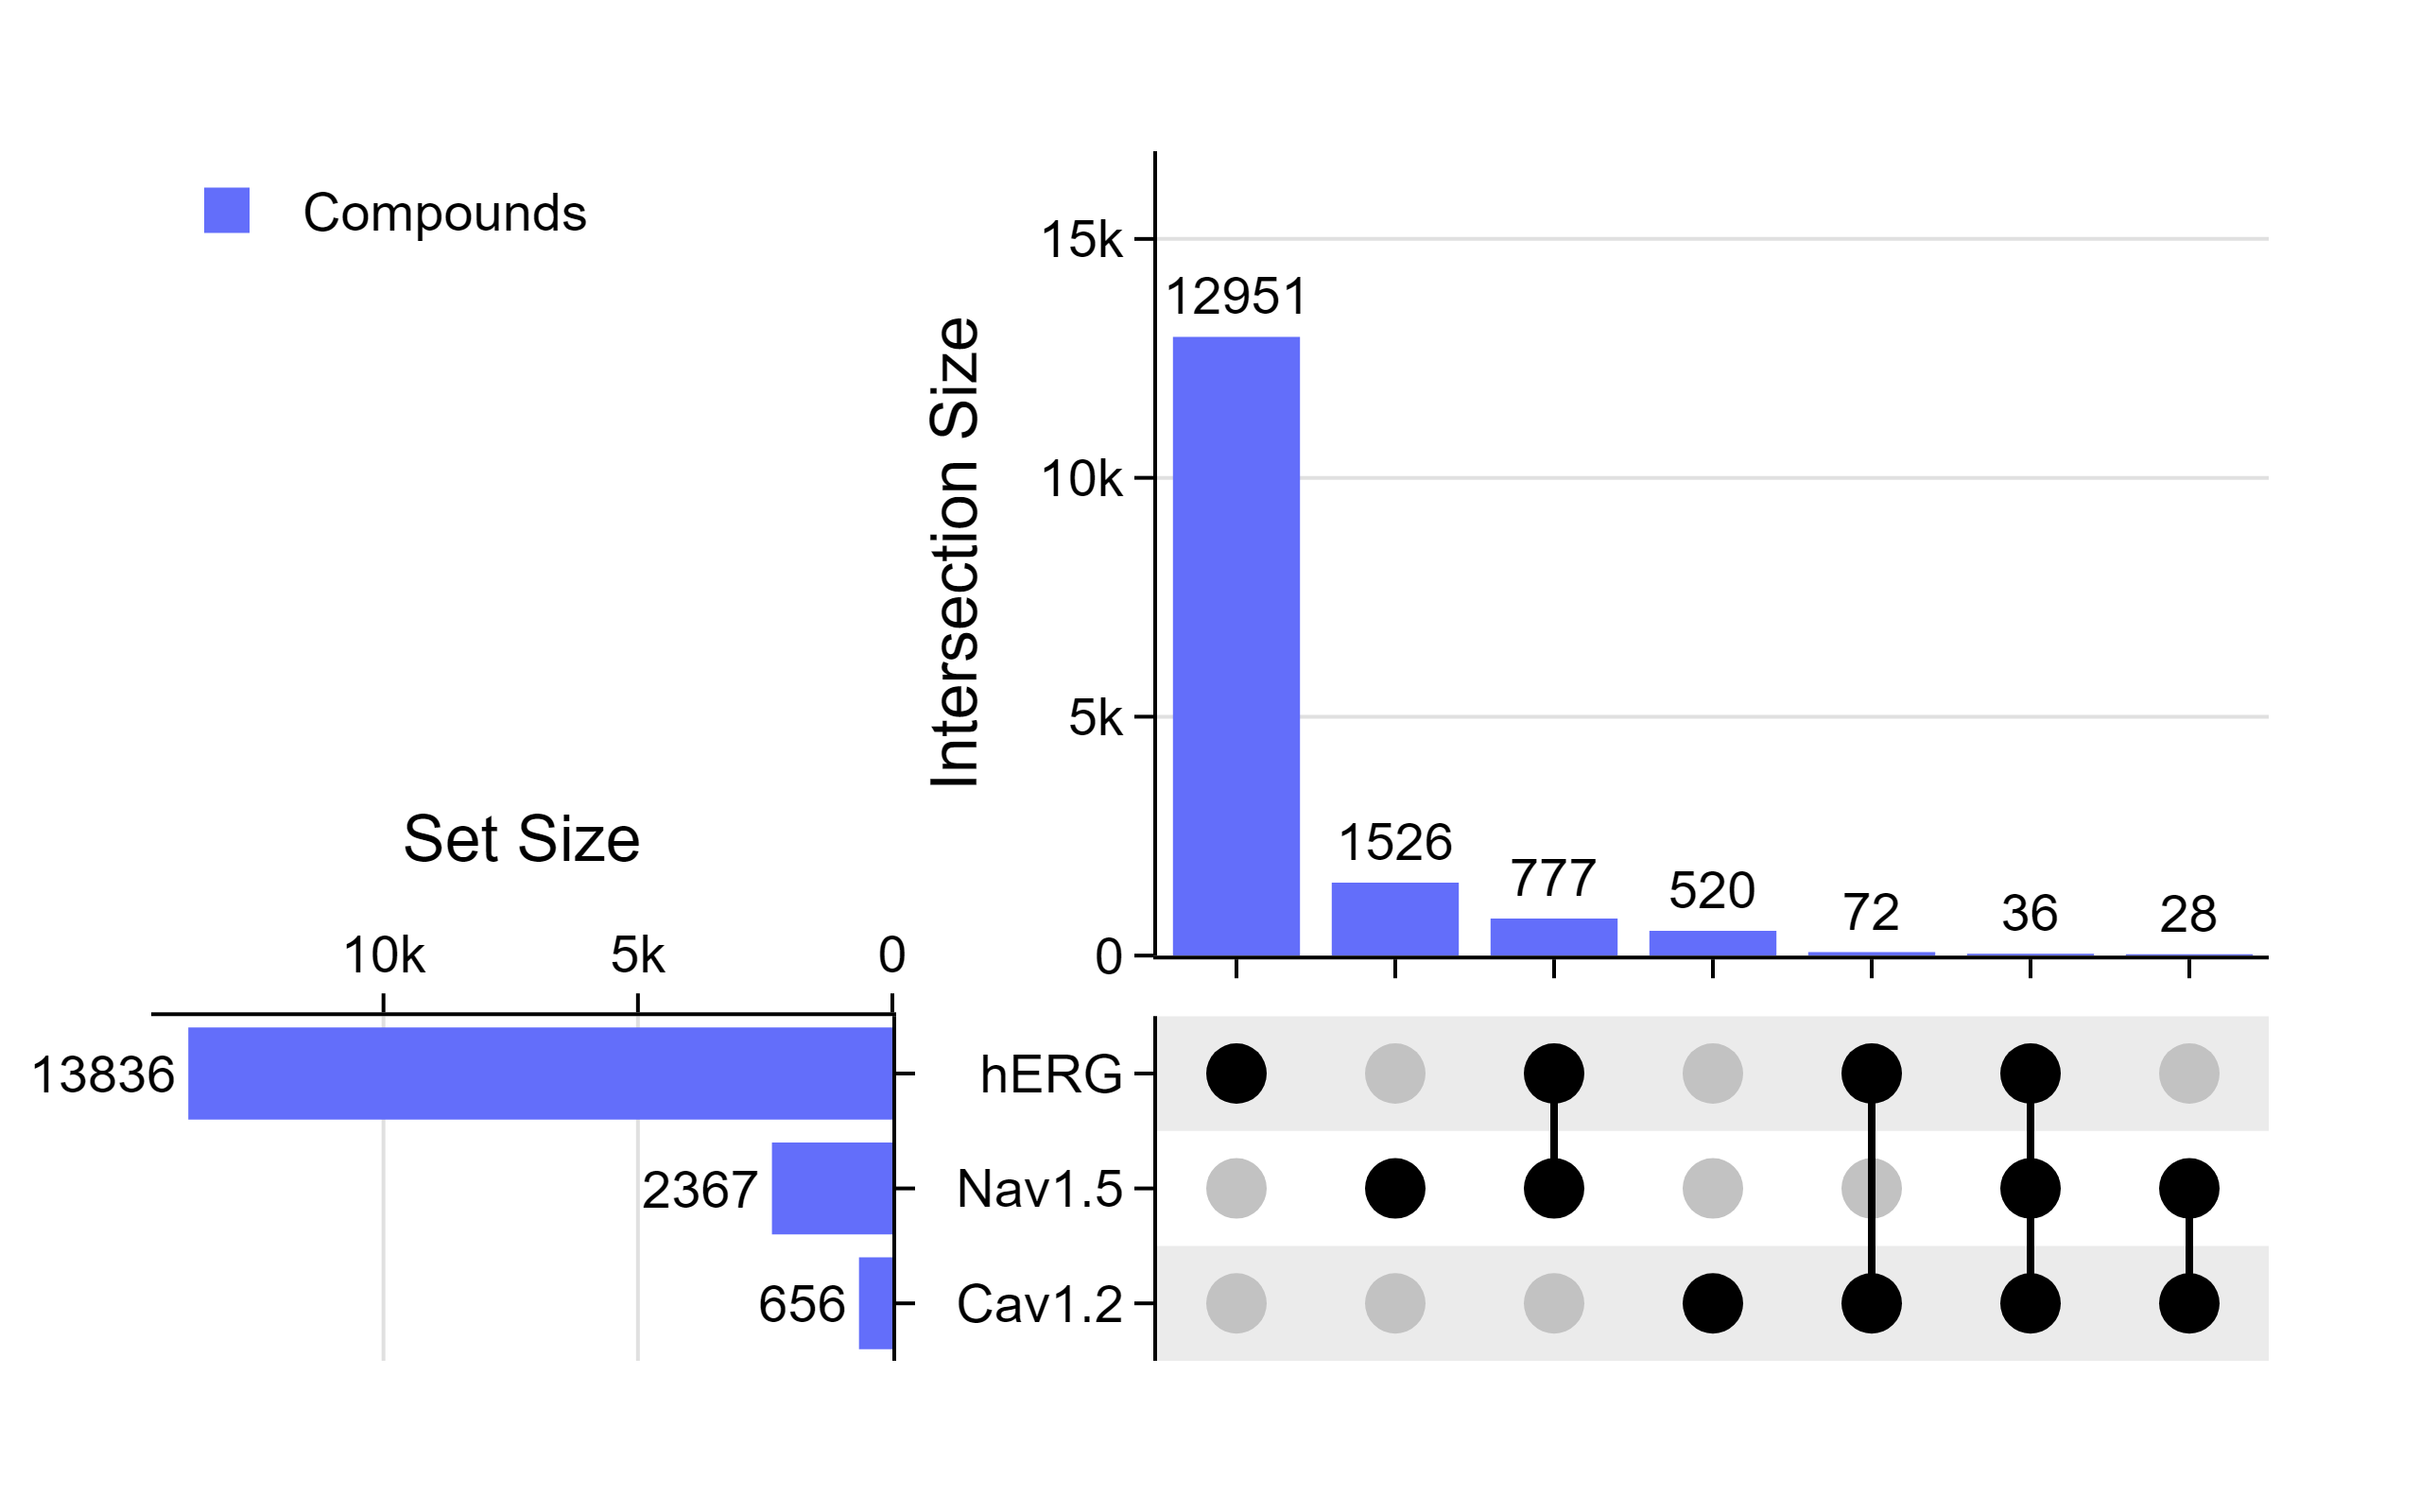 Compounds
Intersection Size
15k
10k
5k
0
12951
1526
777
520
72
36
28
Set Size
10k 5k 0
13836
2367
656
hERG
Nav1.5
Cav1.2